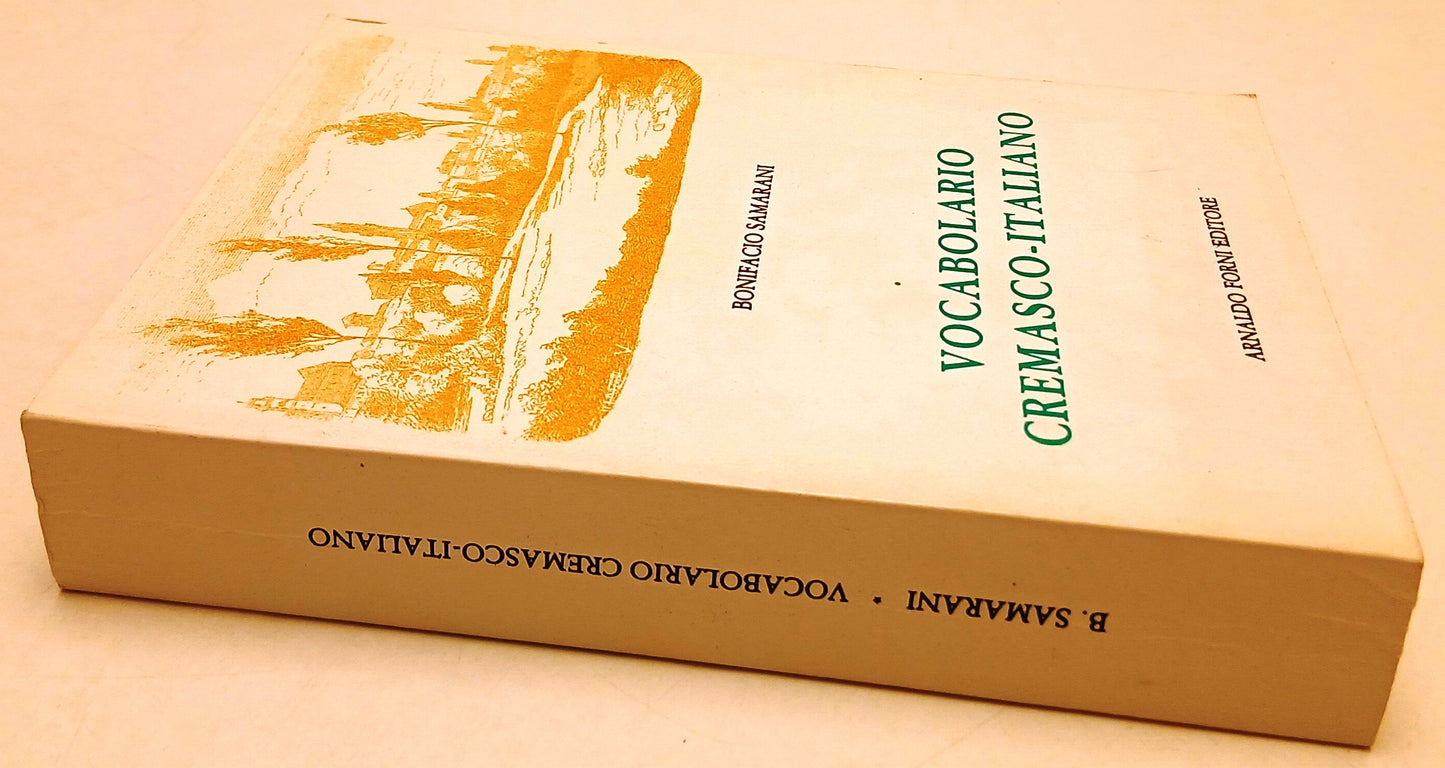 BONIFACIO SAMARANI
VOCABOLARIO
CREMASCO-ITALIANO
ARNALDO FORNI EDITORE
B. SAMARANI * VOCABOLARIO CREMASCO-ITALIANO